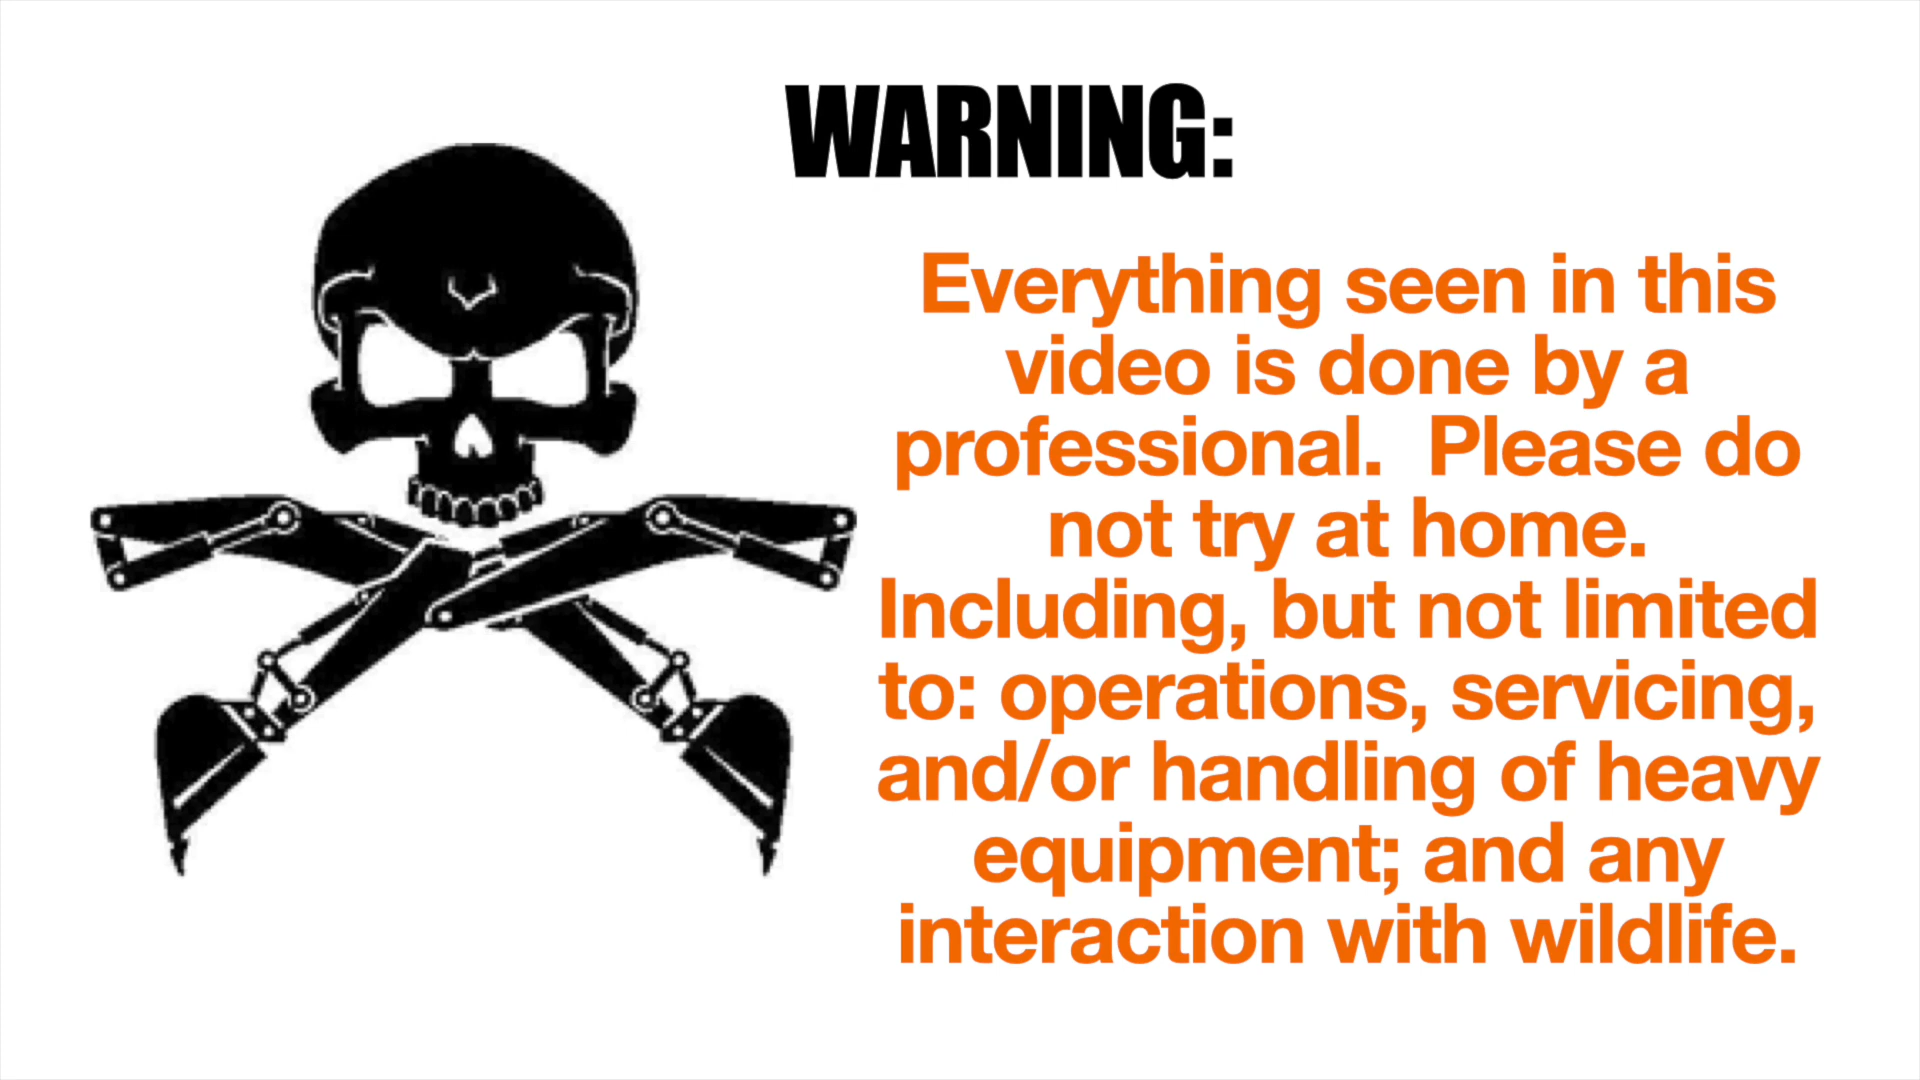 WARNING:
Everything seen in this
video is done by a
professional.  Please do
not try at home.
Including, but not limited
to: operations, servicing,
and/or handling of heavy
equipment; and any
interaction with wildlife.